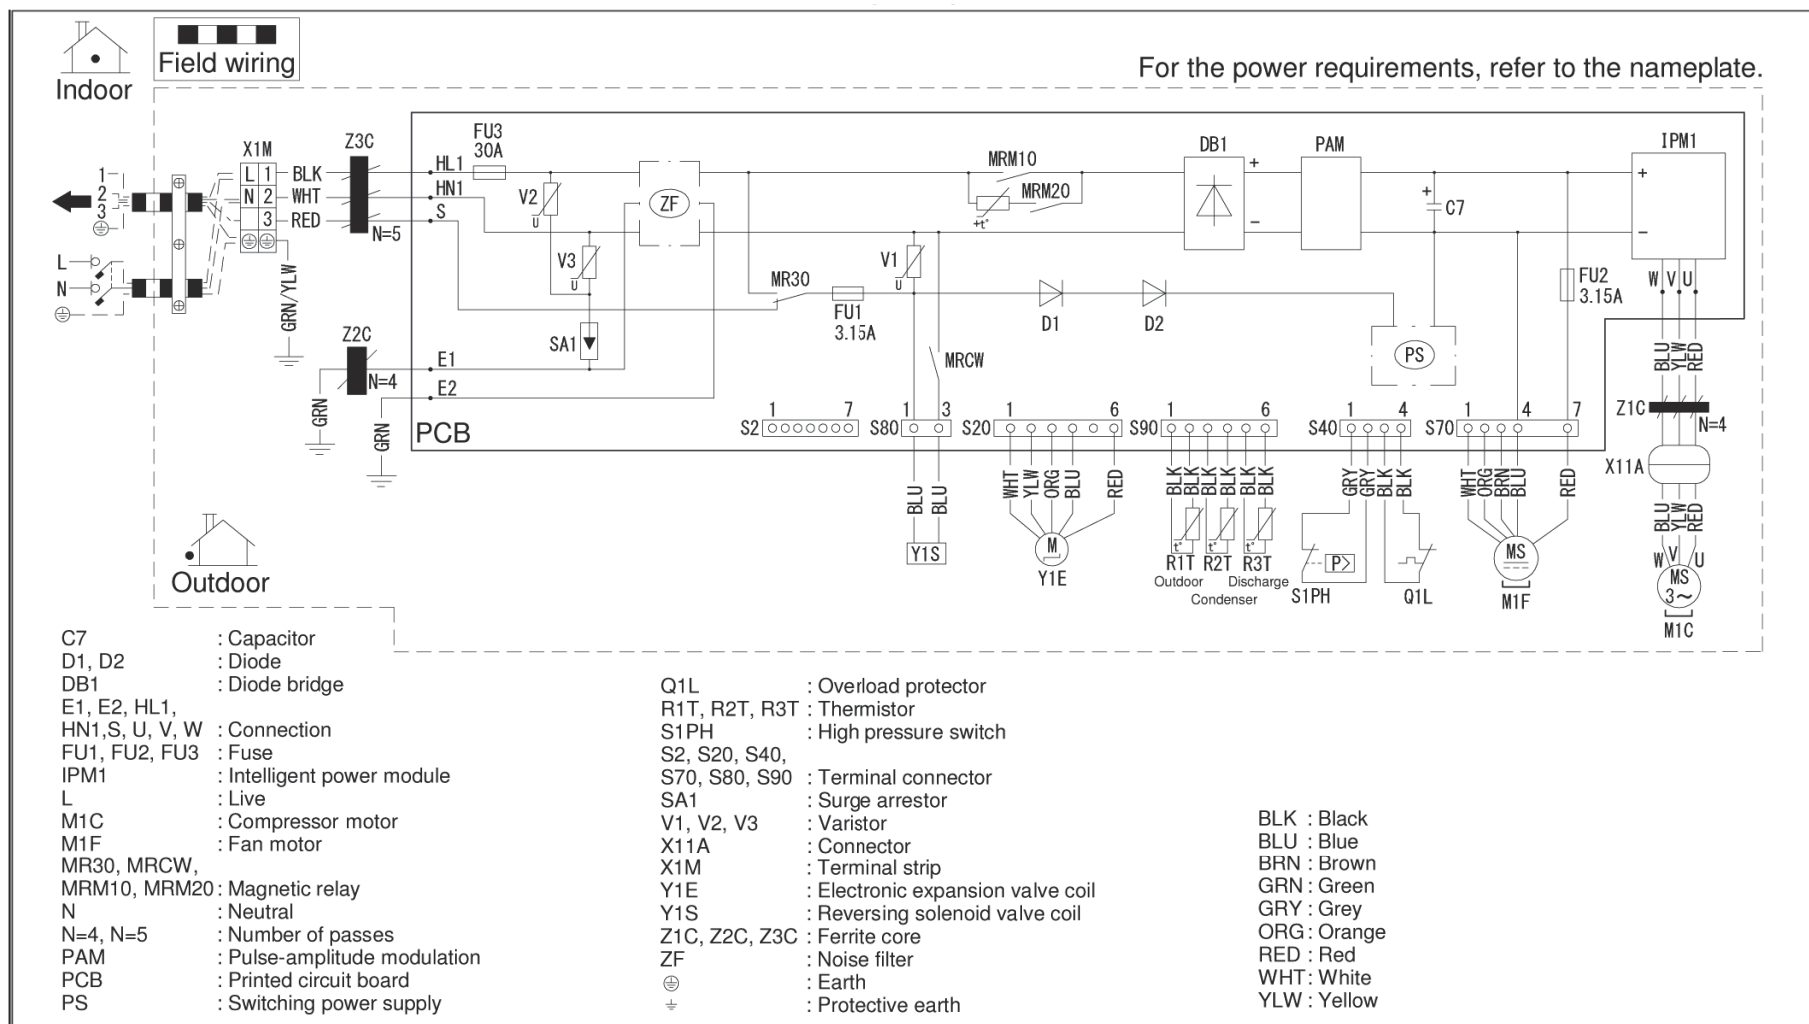 Indoor
Field wiring
For the power requirements, refer to the nameplate.
X1M
Z3C
FU3
30A
L 1 BLK
N 2 WHT
3 RED
N=5
HL1
HN1
S
1
2
3
L
N
GRN/YLW
V2
U
V3
U
ZF
SA1
MR30
FU1
3.15A
V1
U
MRCW
MRM10
MRM20
+t°
D1
D2
DB1
+
−
PAM
+
C7
PS
FU2
3.15A
IPM1
+
−
W V U
BLU
YLW
RED
Z1C
N=4
X11A
BLU
YLW
RED
W V U
MS
3~
M1C
Z2C
N=4
GRN
GRN
E1
E2
PCB
S2 1 7
S80 1 3
S20 1 6
S90 1 6
S40 1 4
S70 1 4 7
BLU
BLU
Y1S
WHT
YLW
ORG
BLU
RED
M
Y1E
BLK
BLK
BLK
BLK
BLK
BLK
t° t° t°
R1T R2T R3T
Outdoor Discharge
Condenser
GRY
GRY
BLK
BLK
P>
S1PH
Q1L
WHT
ORG
BRN
BLU
RED
MS
M1F
Outdoor
C7 : Capacitor
D1, D2 : Diode
DB1 : Diode bridge
E1, E2, HL1,
HN1,S, U, V, W : Connection
FU1, FU2, FU3 : Fuse
IPM1 : Intelligent power module
L : Live
M1C : Compressor motor
M1F : Fan motor
MR30, MRCW,
MRM10, MRM20 : Magnetic relay
N : Neutral
N=4, N=5 : Number of passes
PAM : Pulse-amplitude modulation
PCB : Printed circuit board
PS : Switching power supply
Q1L : Overload protector
R1T, R2T, R3T : Thermistor
S1PH : High pressure switch
S2, S20, S40,
S70, S80, S90 : Terminal connector
SA1 : Surge arrestor
V1, V2, V3 : Varistor
X11A : Connector
X1M : Terminal strip
Y1E : Electronic expansion valve coil
Y1S : Reversing solenoid valve coil
Z1C, Z2C, Z3C : Ferrite core
ZF : Noise filter
: Earth
: Protective earth
BLK : Black
BLU : Blue
BRN : Brown
GRN : Green
GRY : Grey
ORG : Orange
RED : Red
WHT : White
YLW : Yellow